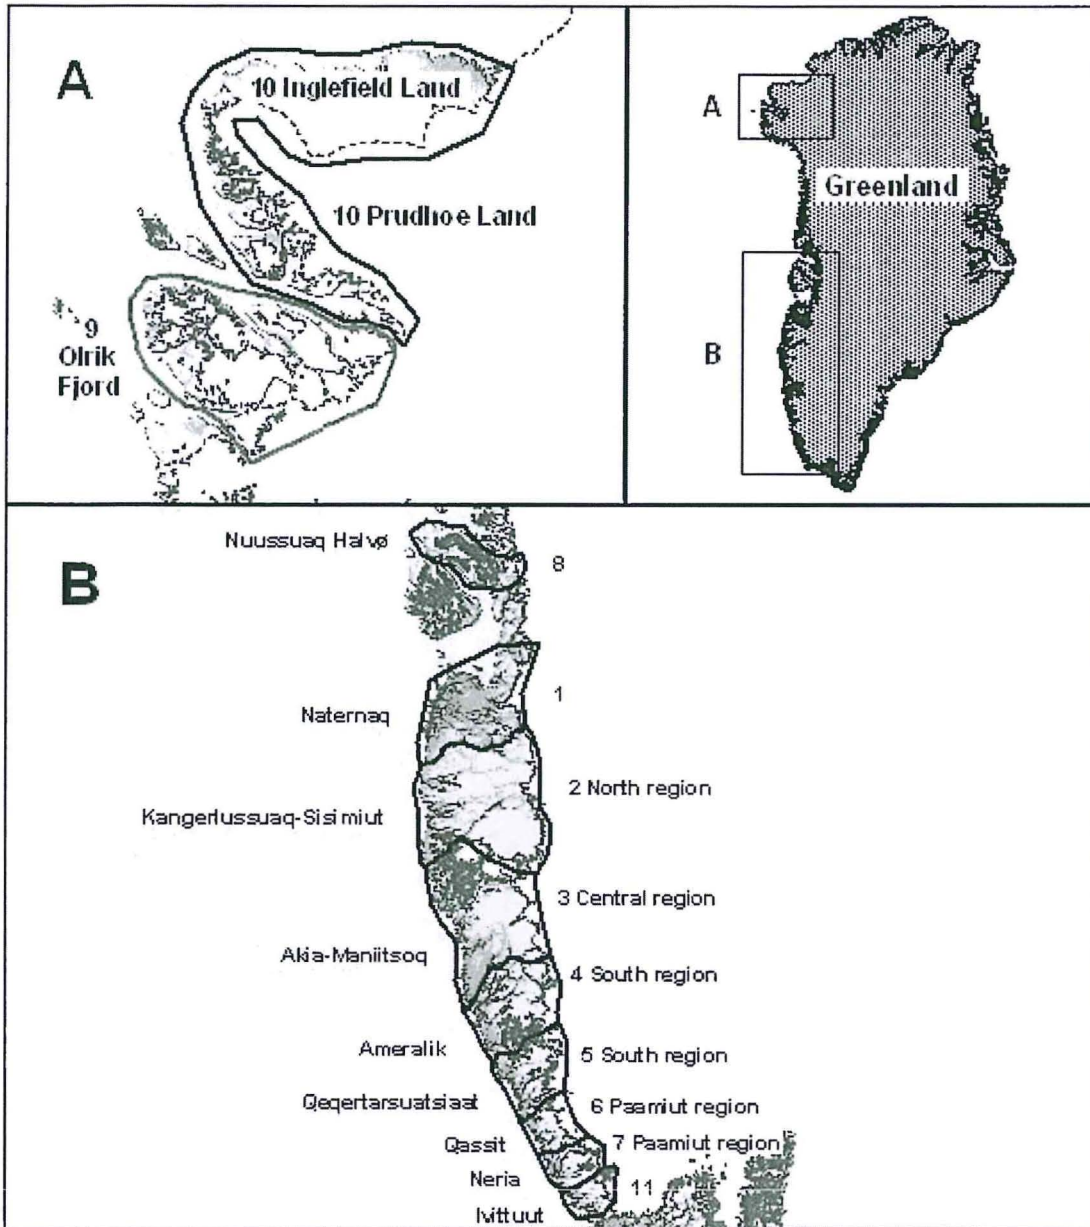 A
10 Inglefield Land
10 Prudhoe Land
9
Olrik
Fjord
A
Greenland
B
B
Nuussuaq Halvø
8
1
Naternaq
2 North region
Kangerlussuaq-Sisimiut
3 Central region
Akia-Maniitsoq
4 South region
Ameralik
5 South region
Qeqertarsuatsiaat
6 Paamiut region
Qassit
7 Paamiut region
Neria
11
Ivittuut